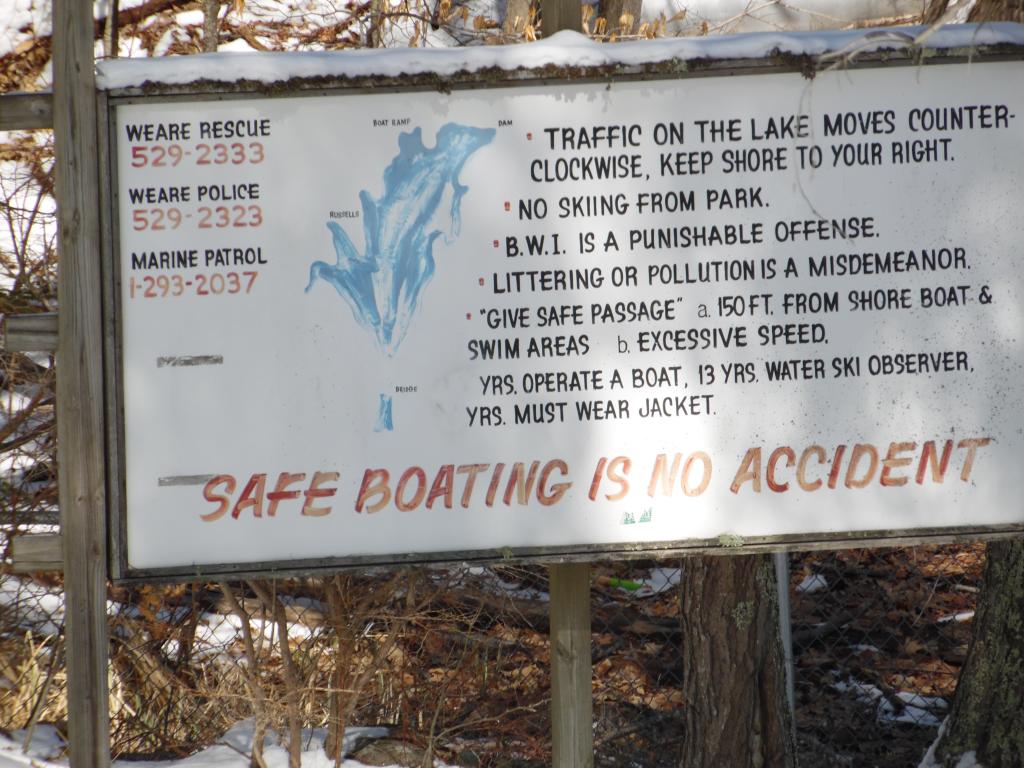 WEARE RESCUE
529-2333
WEARE POLICE
529-2323
MARINE PATROL
1-293-2037
BOAT RAMP
DAM
RUSSELLS
BRIDGE
• TRAFFIC ON THE LAKE MOVES COUNTER-
CLOCKWISE, KEEP SHORE TO YOUR RIGHT.
• NO SKIING FROM PARK.
• B.W.I. IS A PUNISHABLE OFFENSE.
• LITTERING OR POLLUTION IS A MISDEMEANOR.
• "GIVE SAFE PASSAGE" a. 150 FT. FROM SHORE BOAT &
SWIM AREAS b. EXCESSIVE SPEED.
YRS. OPERATE A BOAT, 13 YRS. WATER SKI OBSERVER,
YRS. MUST WEAR JACKET.
SAFE BOATING IS NO ACCIDENT